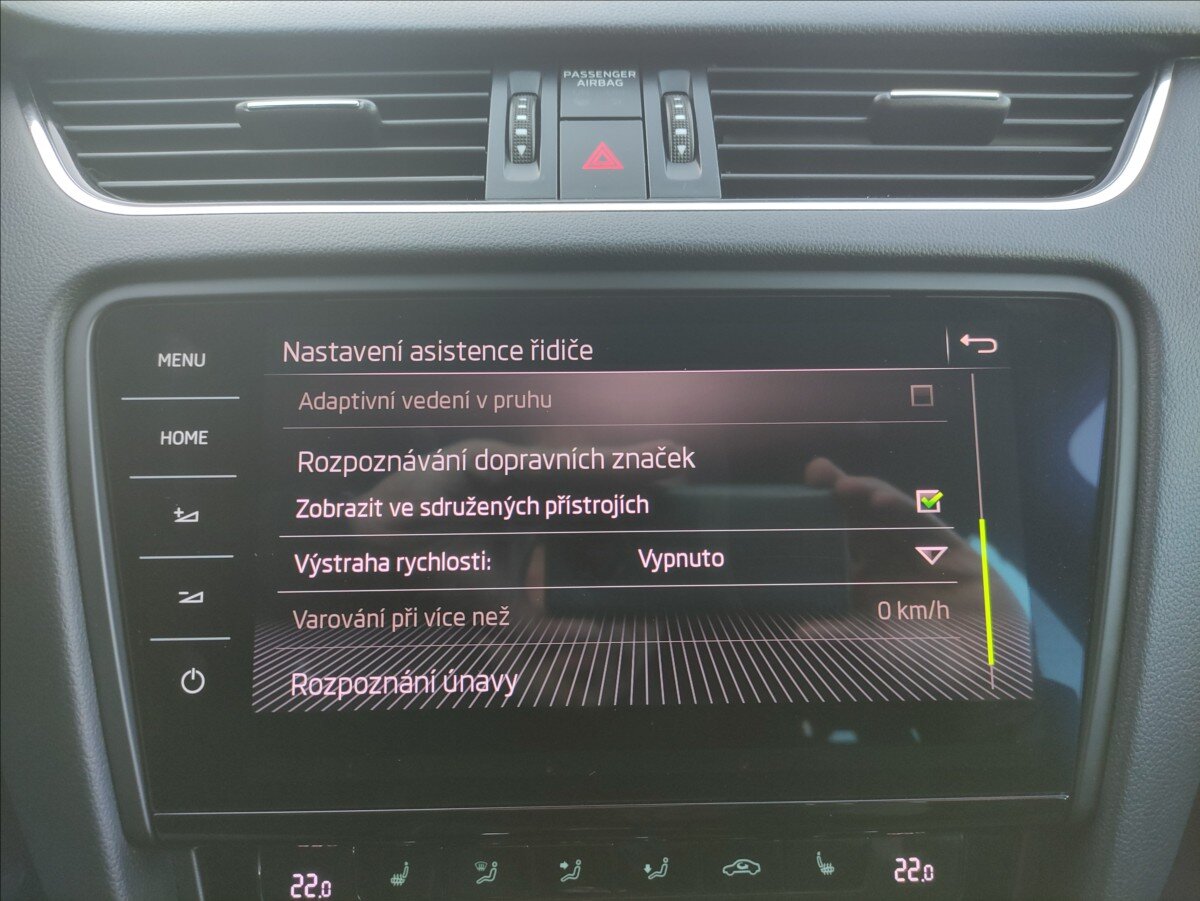 PASSENGER
AIRBAG
MENU
HOME
Nastavení asistence řidiče
Adaptivní vedení v pruhu
Rozpoznávání dopravních značek
Zobrazit ve sdružených přístrojích
Výstraha rychlosti: Vypnuto
Varování při více než 0 km/h
Rozpoznání únavy
22.0 22.0